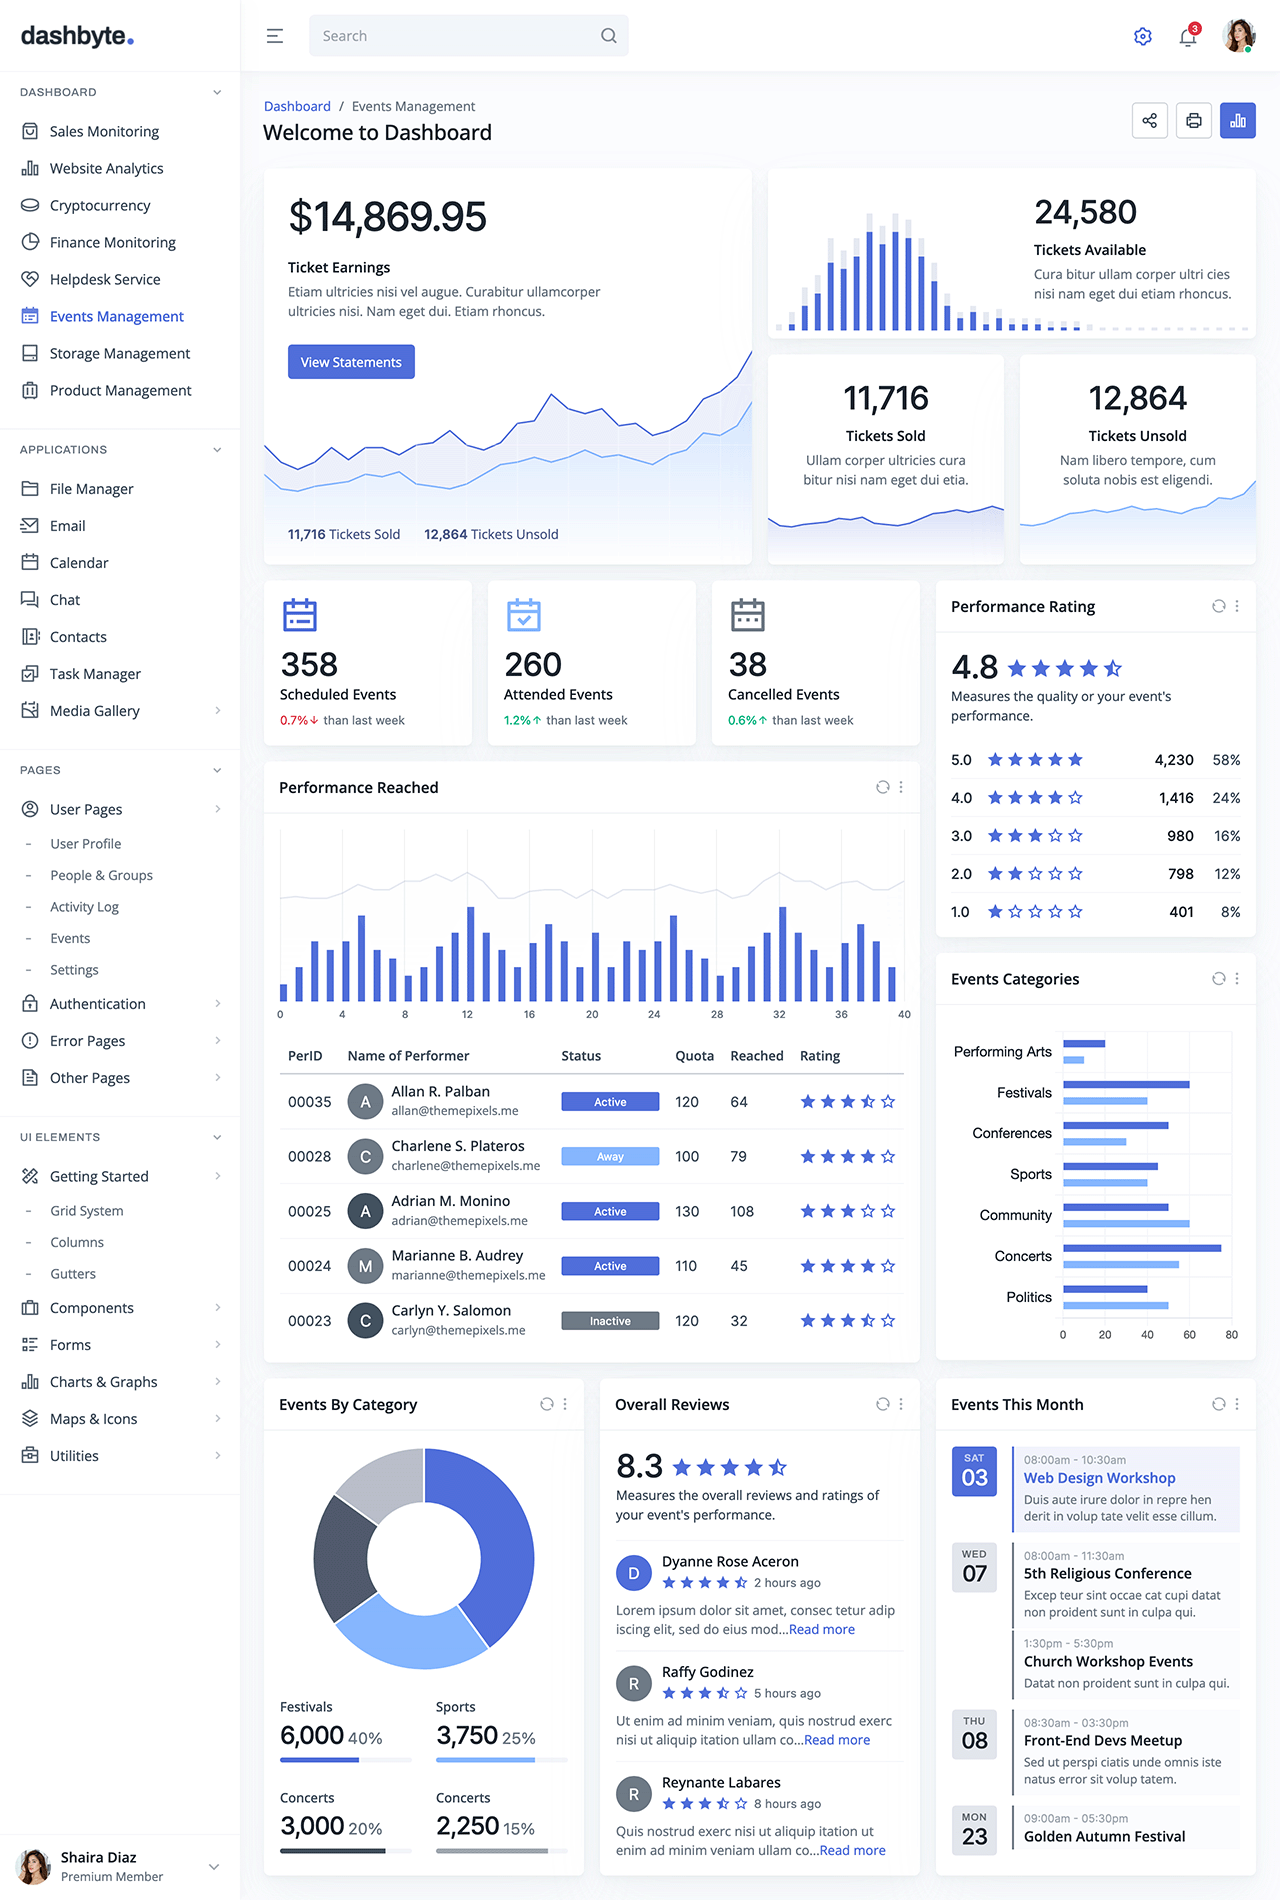 dashbyte.
Search
3
DASHBOARD
Sales Monitoring
Website Analytics
Cryptocurrency
Finance Monitoring
Helpdesk Service
Events Management
Storage Management
Product Management
APPLICATIONS
File Manager
Email
Calendar
Chat
Contacts
Task Manager
Media Gallery
PAGES
User Pages
- User Profile
- People & Groups
- Activity Log
- Events
- Settings
Authentication
Error Pages
Other Pages
UI ELEMENTS
Getting Started
- Grid System
- Columns
- Gutters
Components
Forms
Charts & Graphs
Maps & Icons
Utilities
Shaira Diaz
Premium Member
Dashboard / Events Management
Welcome to Dashboard
$14,869.95
Ticket Earnings
Etiam ultricies nisi vel augue. Curabitur ullamcorper
ultricies nisi. Nam eget dui. Etiam rhoncus.
View Statements
11,716 Tickets Sold 12,864 Tickets Unsold
24,580
Tickets Available
Cura bitur ullam corper ultri cies
nisi nam eget dui etiam rhoncus.
11,716
Tickets Sold
Ullam corper ultricies cura
bitur nisi nam eget dui etia.
12,864
Tickets Unsold
Nam libero tempore, cum
soluta nobis est eligendi.
358
Scheduled Events
0.7%↓ than last week
260
Attended Events
1.2%↑ than last week
38
Cancelled Events
0.6%↑ than last week
Performance Rating
4.8
Measures the quality or your event's
performance.
5.0 4,230 58%
4.0 1,416 24%
3.0 980 16%
2.0 798 12%
1.0 401 8%
Performance Reached
0 4 8 12 16 20 24 28 32 36 40
PerID Name of Performer Status Quota Reached Rating
00035 A Allan R. Palban Active 120 64
allan@themepixels.me
00028 C Charlene S. Plateros Away 100 79
charlene@themepixels.me
00025 A Adrian M. Monino Active 130 108
adrian@themepixels.me
00024 M Marianne B. Audrey Active 110 45
marianne@themepixels.me
00023 C Carlyn Y. Salomon Inactive 120 32
carlyn@themepixels.me
Events Categories
Performing Arts
Festivals
Conferences
Sports
Community
Concerts
Politics
0 20 40 60 80
Events By Category
Festivals
6,000 40%
Sports
3,750 25%
Concerts
3,000 20%
Concerts
2,250 15%
Overall Reviews
8.3
Measures the overall reviews and ratings of
your event's performance.
D Dyanne Rose Aceron
2 hours ago
Lorem ipsum dolor sit amet, consec tetur adip
iscing elit, sed do eius mod...Read more
R Raffy Godinez
5 hours ago
Ut enim ad minim veniam, quis nostrud exerc
nisi ut aliquip itation ullam co...Read more
R Reynante Labares
8 hours ago
Quis nostrud exerc nisi ut aliquip itation ut
enim ad minim veniam ullam co...Read more
Events This Month
SAT
03
08:00am - 10:30am
Web Design Workshop
Duis aute irure dolor in repre hen
derit in volup tate velit esse cillum.
WED
07
08:00am - 11:30am
5th Religious Conference
Excep teur sint occae cat cupi datat
non proident sunt in culpa qui.
1:30pm - 5:30pm
Church Workshop Events
Datat non proident sunt in culpa qui.
THU
08
08:30am - 03:30pm
Front-End Devs Meetup
Sed ut perspi ciatis unde omnis iste
natus error sit volup tatem.
MON
23
09:00am - 05:30pm
Golden Autumn Festival